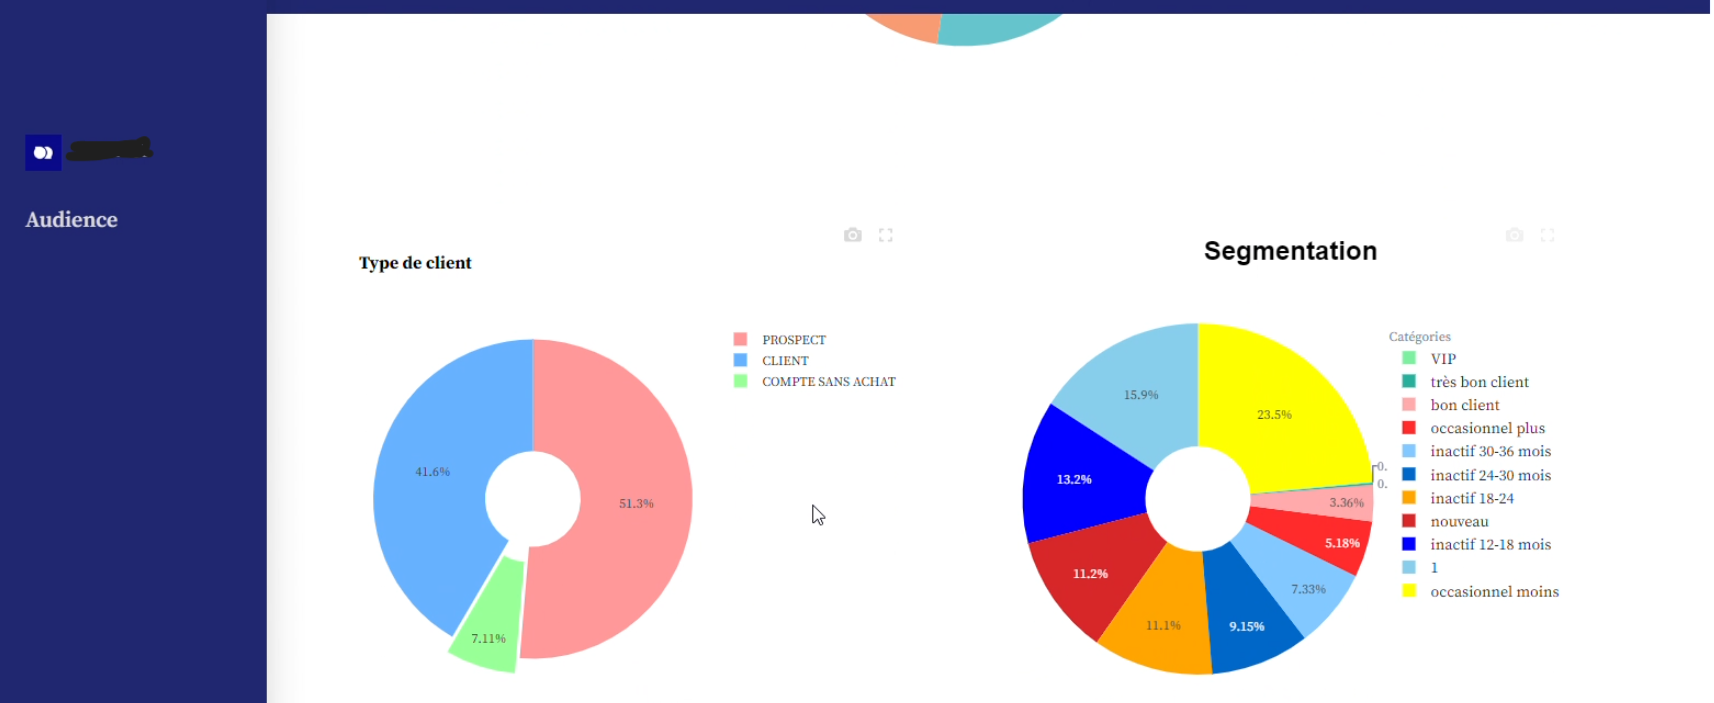 Audience
Type de client
PROSPECT
CLIENT
COMPTE SANS ACHAT
41.6%
51.3%
7.11%
Segmentation
15.9%
23.5%
13.2%
0.
0.
3.36%
5.18%
11.2%
7.33%
11.1%
9.15%
Catégories
VIP
très bon client
bon client
occasionnel plus
inactif 30-36 mois
inactif 24-30 mois
inactif 18-24
nouveau
inactif 12-18 mois
1
occasionnel moins